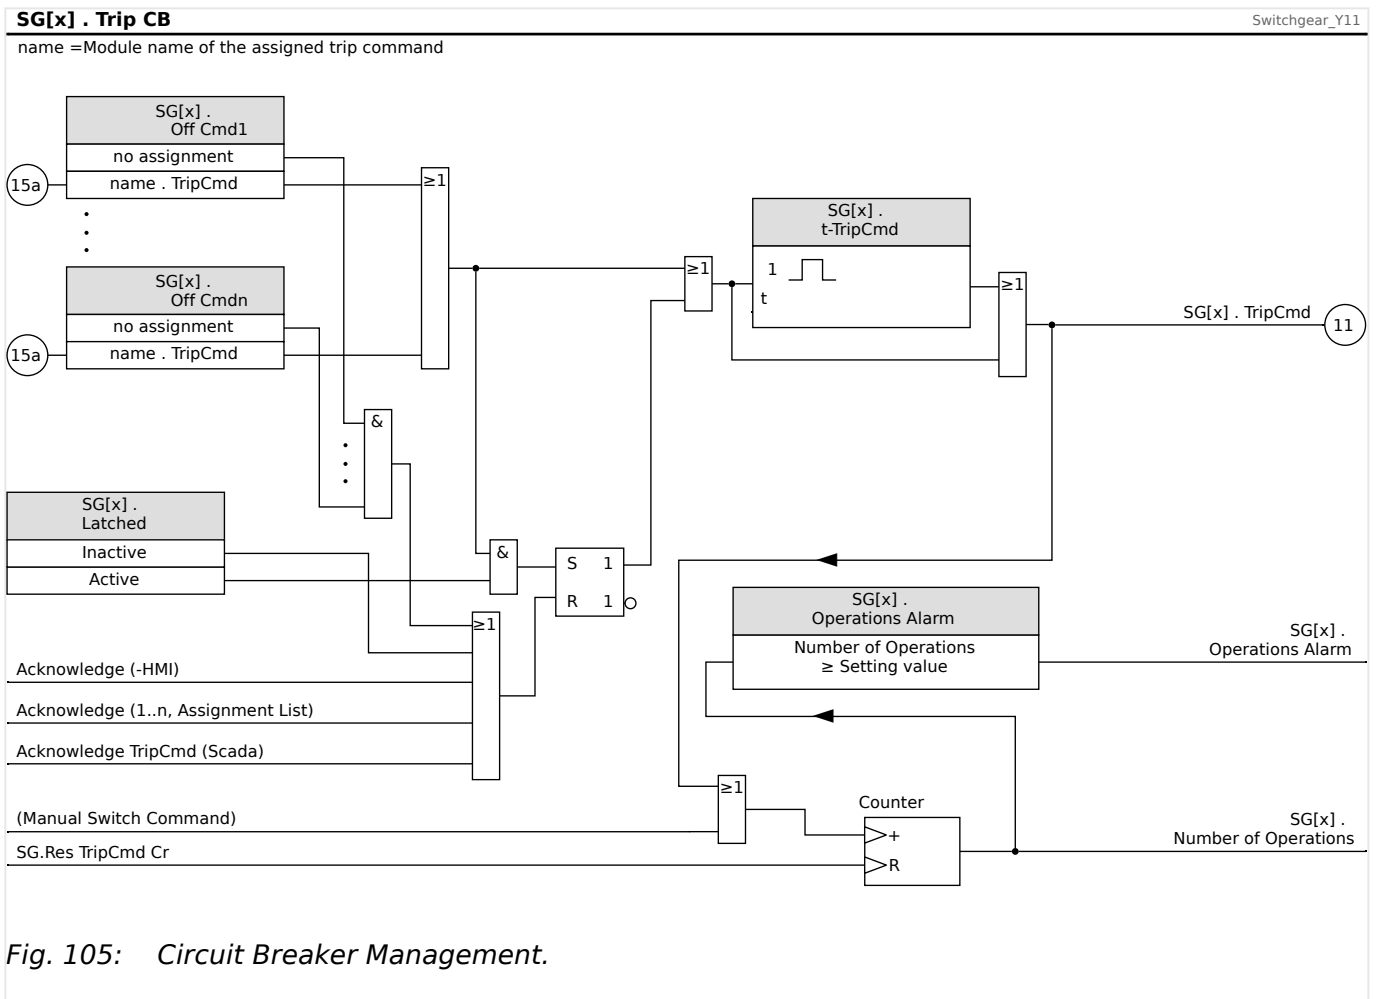 SG[x] . Trip CB
Switchgear_Y11
name =Module name of the assigned trip command
SG[x] .
Off Cmd1
no assignment
15a
name . TripCmd
≥1
SG[x] .
Off Cmdn
no assignment
15a
name . TripCmd
≥1
SG[x] .
t-TripCmd
1
t
≥1
SG[x] . TripCmd
11
&
SG[x] .
Latched
Inactive
Active
&
S 1
R 1
≥1
Acknowledge (-HMI)
Acknowledge (1..n, Assignment List)
Acknowledge TripCmd (Scada)
SG[x] .
Operations Alarm
Number of Operations
≥ Setting value
SG[x] .
Operations Alarm
≥1
(Manual Switch Command)
SG.Res TripCmd Cr
Counter
+
R
SG[x] .
Number of Operations
Fig. 105: Circuit Breaker Management.